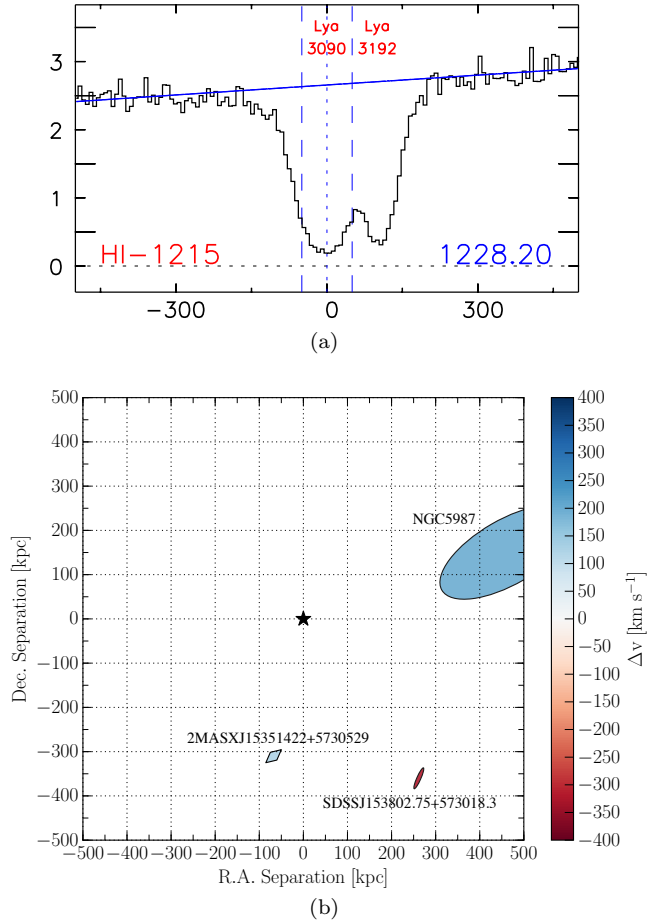 Lya Lya
3090 3192
3
2
1
0
HI-1215 1228.20
-300 0 300
(a)
500
400
300
200
100
0
-100
-200
-300
-400
-500
Dec. Separation [kpc]
NGC5987
2MASXJ15351422+5730529
SDSSJ153802.75+573018.3
-500 -400 -300 -200 -100 0 100 200 300 400 500
R.A. Separation [kpc]
400
350
300
250
200
150
100
50
0
-50
-100
-150
-200
-250
-300
-350
-400
Δv [km s⁻¹]
(b)